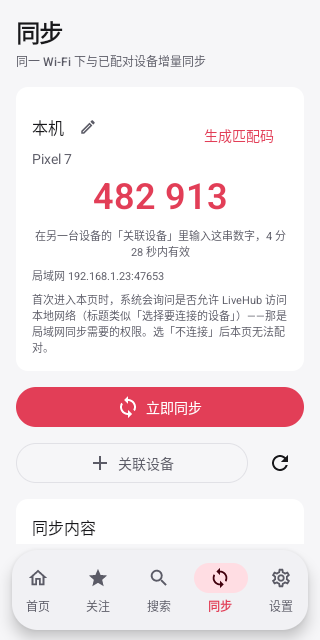 同步
同一 Wi-Fi 下与已配对设备增量同步
本机
生成匹配码
Pixel 7
482 913
在另一台设备的「关联设备」里输入这串数字，4 分
28 秒内有效
局域网 192.168.1.23:47653
首次进入本页时，系统会询问是否允许 LiveHub 访问
本地网络（标题类似「选择要连接的设备」）——那是
局域网同步需要的权限。选「不连接」后本页无法配
对。
立即同步
关联设备
同步内容
首页
关注
搜索
同步
设置